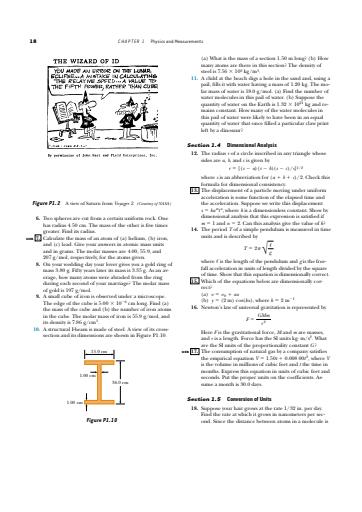 18
CHAPTER 1 Physics and Measurements
THE WIZARD OF ID
YOU MADE AN ERROR ON THE LUNAR
ECLIPSE... A MISTAKE IN CALCULATING
THE RELATIVE SPEED... A VALUE TO
THE FIFTH POWER, RATHER THAN CUBE!
By permission of John Hart and Field Enterprises, Inc.
Figure P1.2 A view of Saturn from Voyager 2. (Courtesy of NASA)
6. Two spheres are cut from a certain uniform rock. One
has radius 4.50 cm. The mass of the other is five times
greater. Find its radius.
7. Calculate the mass of an atom of (a) helium, (b) iron,
and (c) lead. Give your answers in atomic mass units
and in grams. The molar masses are 4.00, 55.9, and
207 g/mol, respectively, for the atoms given.
8. On your wedding day your lover gives you a gold ring of
mass 3.80 g. Fifty years later its mass is 3.35 g. As an av-
erage, how many atoms were abraded from the ring
during each second of your marriage? The molar mass
of gold is 197 g/mol.
9. A small cube of iron is observed under a microscope.
The edge of the cube is 5.00 × 10⁻⁶ cm long. Find (a)
the mass of the cube and (b) the number of iron atoms
in the cube. The molar mass of iron is 55.9 g/mol, and
its density is 7.86 g/cm³.
10. A structural I-beam is made of steel. A view of its cross-
section and its dimensions are shown in Figure P1.10.
15.0 cm
1.00 cm
36.0 cm
1.00 cm
Figure P1.10
(a) What is the mass of a section 1.50 m long? (b) How
many atoms are there in this section? The density of
steel is 7.56 × 10³ kg/m³.
11. A child at the beach digs a hole in the sand and, using a
pail, fills it with water having a mass of 1.20 kg. The mo-
lar mass of water is 18.0 g/mol. (a) Find the number of
water molecules in this pail of water. (b) Suppose the
quantity of water on the Earth is 1.32 × 10²¹ kg and re-
mains constant. How many of the water molecules in
this pail of water were likely to have been in an equal
quantity of water that once filled a particular claw print
left by a dinosaur?
Section 1.4 Dimensional Analysis
12. The radius r of a circle inscribed in any triangle whose
sides are a, b, and c is given by
r = [(s − a)(s − b)(s − c)/s]¹/²
where s is an abbreviation for (a + b + c)/2. Check this
formula for dimensional consistency.
13. The displacement of a particle moving under uniform
acceleration is some function of the elapsed time and
the acceleration. Suppose we write this displacement
s = kaᵐtⁿ, where k is a dimensionless constant. Show by
dimensional analysis that this expression is satisfied if
m = 1 and n = 2. Can this analysis give the value of k?
14. The period T of a simple pendulum is measured in time
units and is described by
T = 2π√(ℓ/g)
where ℓ is the length of the pendulum and g is the free-
fall acceleration in units of length divided by the square
of time. Show that this equation is dimensionally correct.
15. Which of the equations below are dimensionally cor-
rect?
(a) v = v₀ + ax
(b) y = (2 m) cos(kx), where k = 2 m⁻¹
16. Newton's law of universal gravitation is represented by
F = GMm/r²
Here F is the gravitational force, M and m are masses,
and r is a length. Force has the SI units kg·m/s². What
are the SI units of the proportionality constant G?
17. The consumption of natural gas by a company satisfies
the empirical equation V = 1.50t + 0.008 00t², where V
is the volume in millions of cubic feet and t the time in
months. Express this equation in units of cubic feet and
seconds. Put the proper units on the coefficients. As-
sume a month is 30.0 days.
Section 1.5 Conversion of Units
18. Suppose your hair grows at the rate 1/32 in. per day.
Find the rate at which it grows in nanometers per sec-
ond. Since the distance between atoms in a molecule is